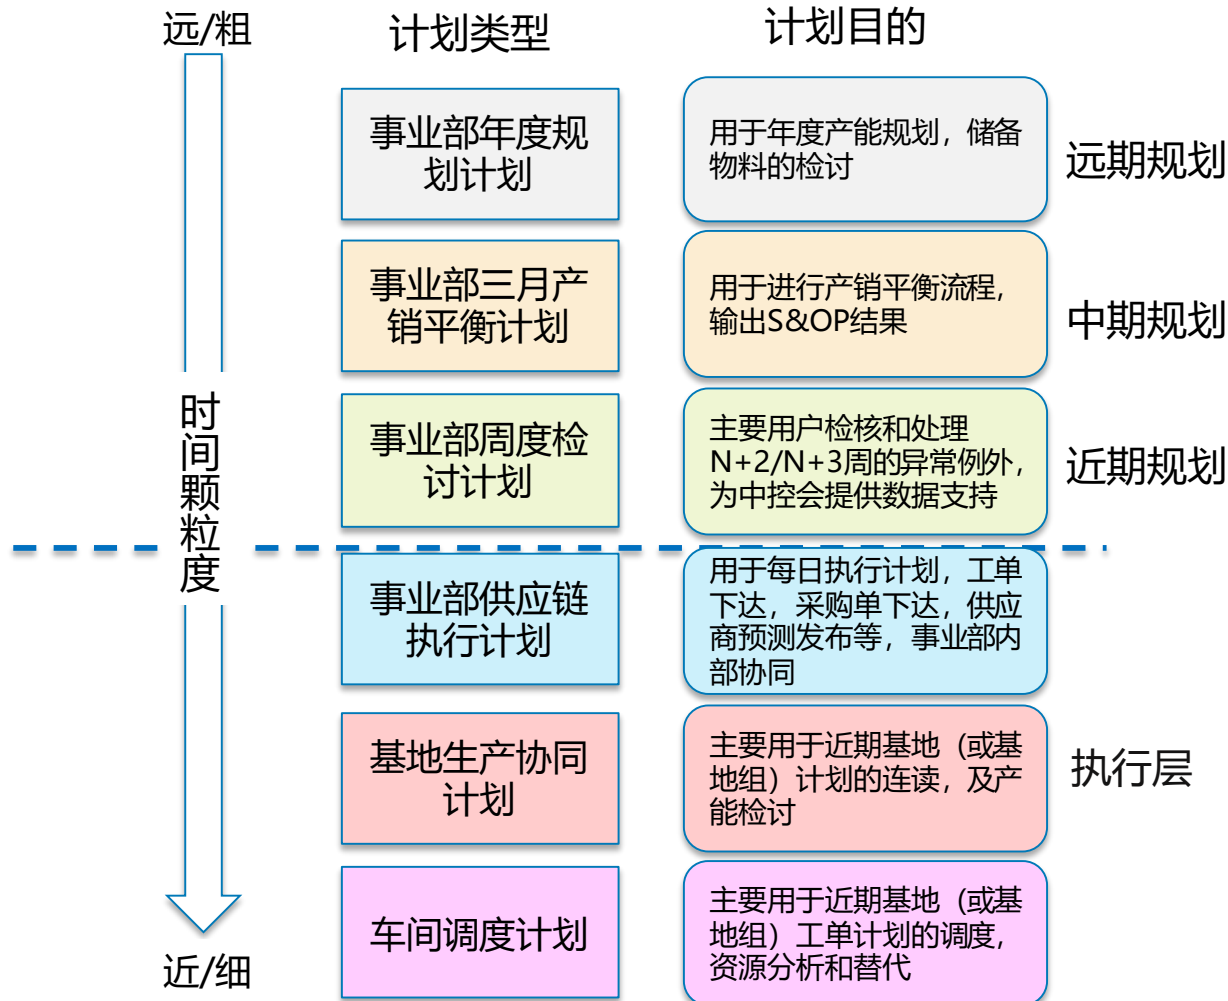 远/粗
计划类型
计划目的
事业部年度规
划计划
用于年度产能规划，储备
物料的检讨
远期规划
事业部三月产
销平衡计划
用于进行产销平衡流程，
输出S&OP结果
中期规划
时间颗粒度
事业部周度检
讨计划
主要用户检核和处理
N+2/N+3周的异常例外，
为中控会提供数据支持
近期规划
事业部供应链
执行计划
用于每日执行计划，工单
下达，采购单下达，供应
商预测发布等，事业部内
部协同
基地生产协同
计划
主要用于近期基地（或基
地组）计划的连读，及产
能检讨
执行层
车间调度计划
主要用于近期基地（或基
地组）工单计划的调度，
资源分析和替代
近/细